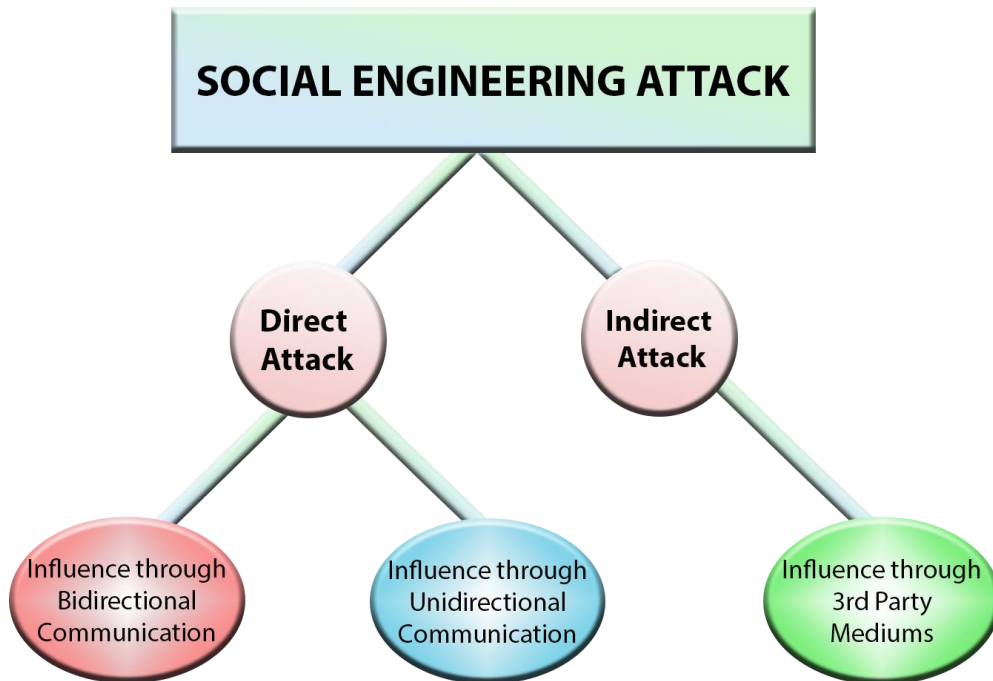 SOCIAL ENGINEERING ATTACK
Direct
Attack
Indirect
Attack
Influence through
Bidirectional
Communication
Influence through
Unidirectional
Communication
Influence through
3rd Party
Mediums